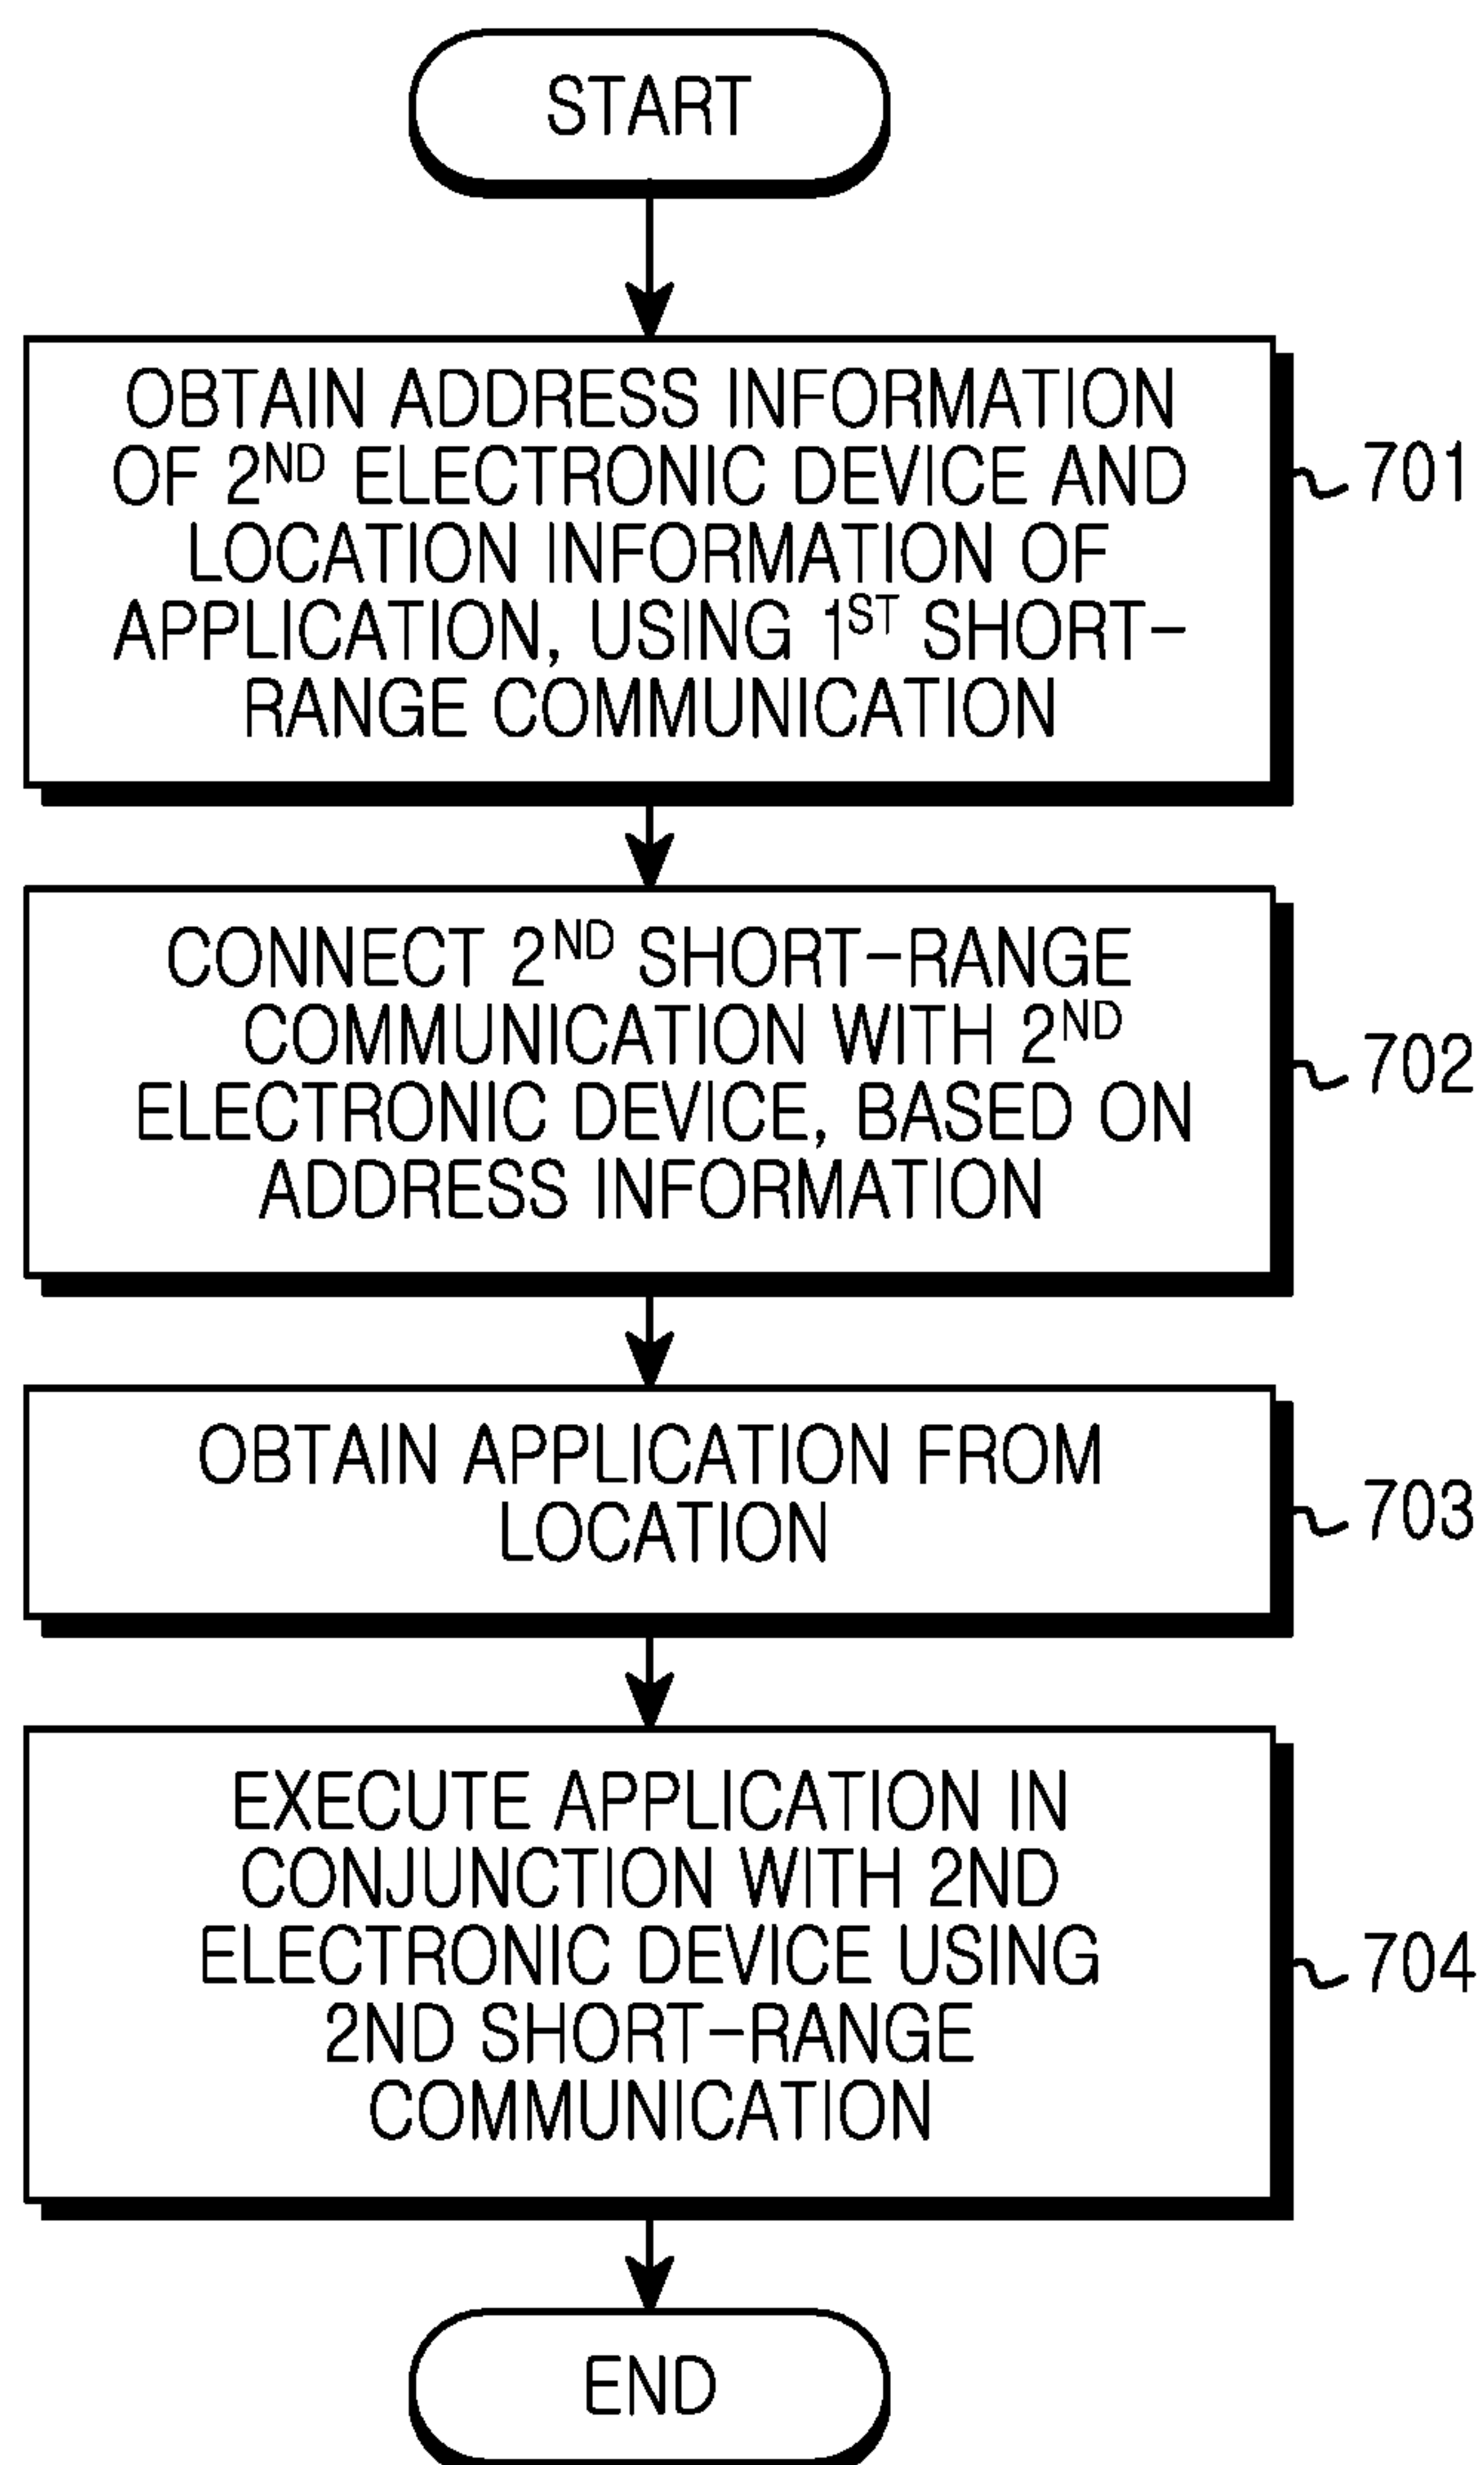 START
OBTAIN ADDRESS INFORMATION
OF 2ND ELECTRONIC DEVICE AND
LOCATION INFORMATION OF
APPLICATION, USING 1ST SHORT-
RANGE COMMUNICATION
701
CONNECT 2ND SHORT-RANGE
COMMUNICATION WITH 2ND
ELECTRONIC DEVICE, BASED ON
ADDRESS INFORMATION
702
OBTAIN APPLICATION FROM
LOCATION
703
EXECUTE APPLICATION IN
CONJUNCTION WITH 2ND
ELECTRONIC DEVICE USING
2ND SHORT-RANGE
COMMUNICATION
704
END